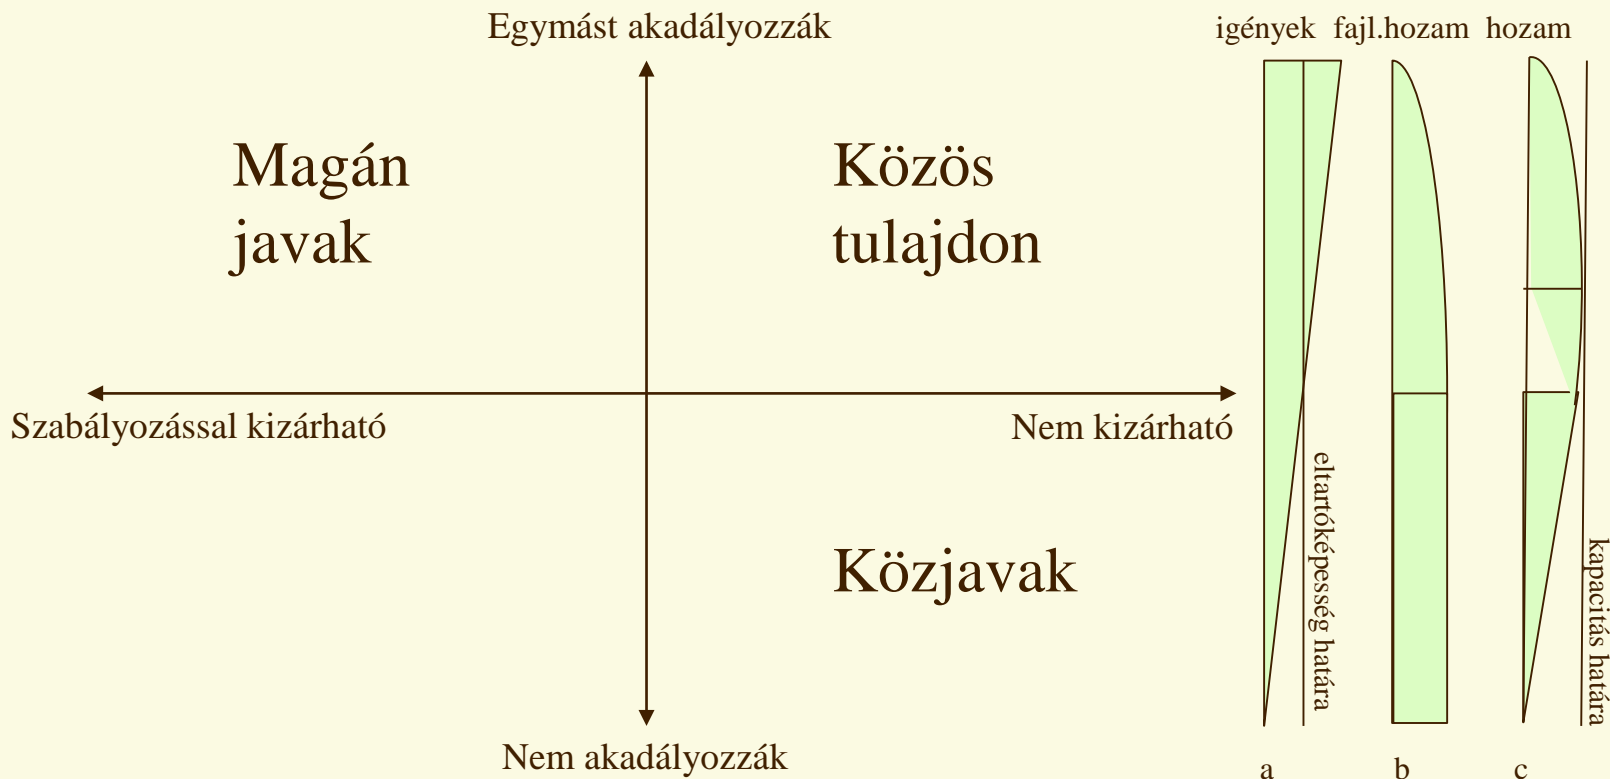 Egymást akadályozzák
igények fajl.hozam hozam
Magán
javak
Közös
tulajdon
Szabályozással kizárható
Nem kizárható
eltartóképesség határa
Közjavak
kapacitás határa
Nem akadályozzák
a b c